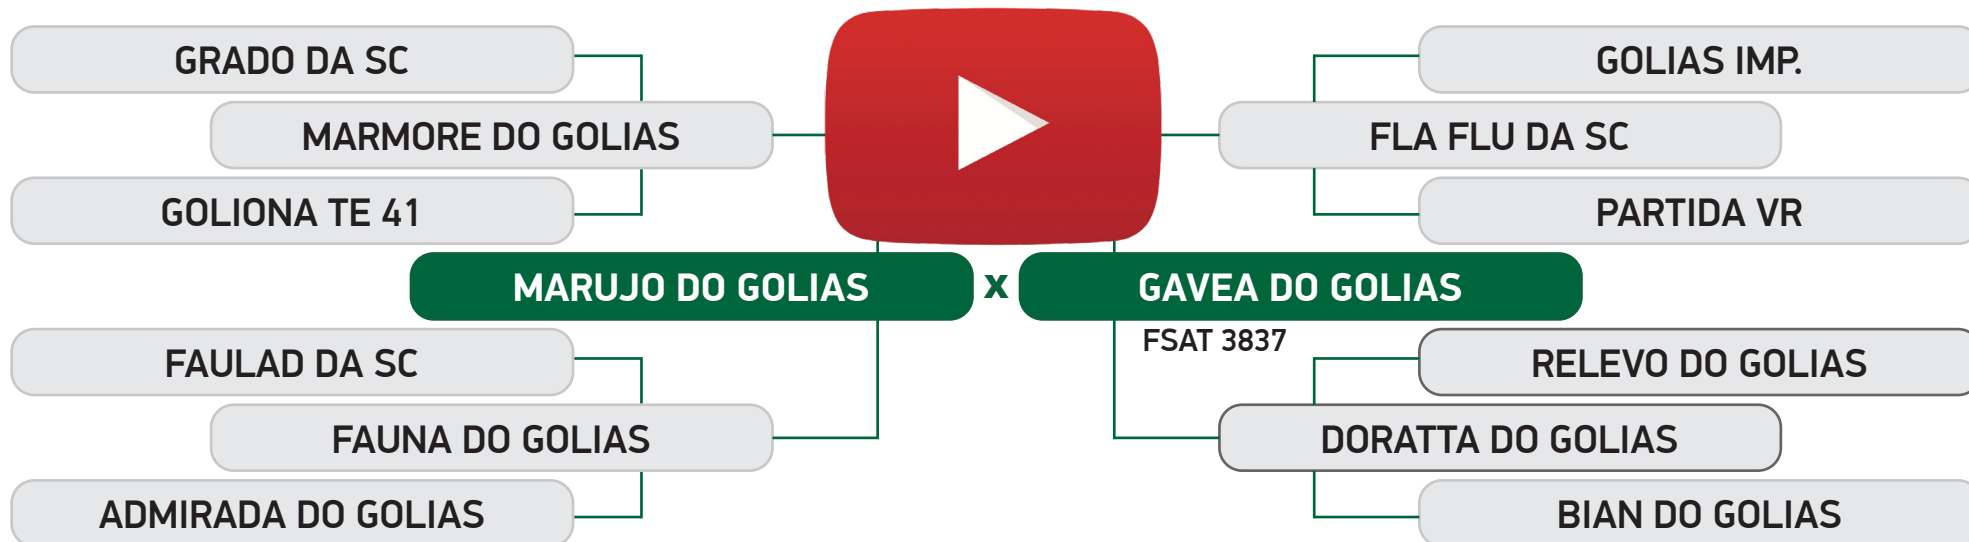 GRADO DA SC
GOLIAS IMP.
MARMORE DO GOLIAS
FLA FLU DA SC
GOLIONA TE 41
PARTIDA VR
MARUJO DO GOLIAS x GAVEA DO GOLIAS
FSAT 3837
FAULAD DA SC
RELEVO DO GOLIAS
FAUNA DO GOLIAS
DORATTA DO GOLIAS
ADMIRADA DO GOLIAS
BIAN DO GOLIAS